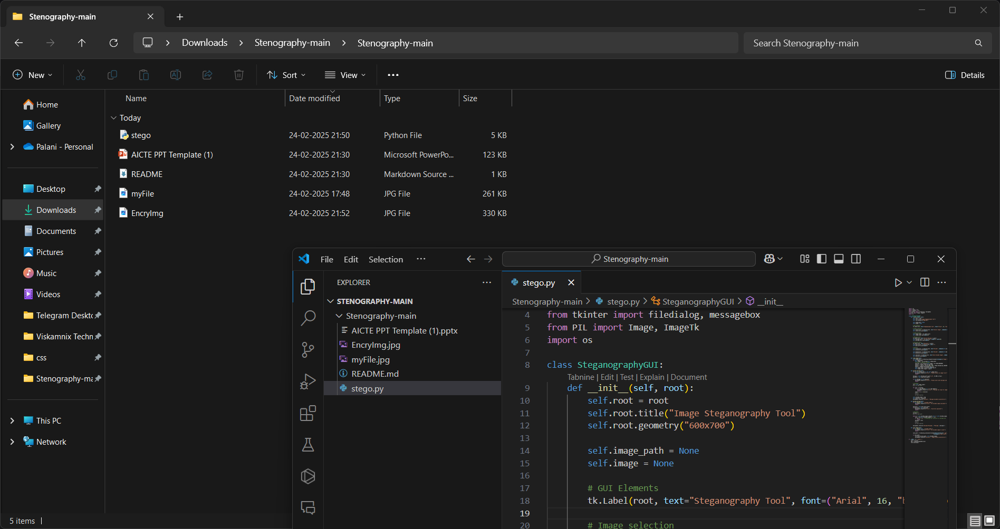 Stenography-main
Downloads > Stenography-main > Stenography-main
Search Stenography-main
New
Sort
View
Details
Name Date modified Type Size
Today
stego 24-02-2025 21:50 Python File 5 KB
AICTE PPT Template (1) 24-02-2025 21:30 Microsoft PowerPo... 123 KB
README 24-02-2025 21:30 Markdown Source ... 1 KB
myFile 24-02-2025 17:48 JPG File 261 KB
EncryImg 24-02-2025 21:52 JPG File 330 KB
Home
Gallery
Palani - Personal
Desktop
Downloads
Documents
Pictures
Music
Videos
Telegram Deskto
Viskamnix Techn
css
Stenography-ma
This PC
Network
5 items
File Edit Selection ...
Stenography-main
EXPLORER
STENOGRAPHY-MAIN
Stenography-main
AICTE PPT Template (1).pptx
EncryImg.jpg
myFile.jpg
README.md
stego.py
stego.py
Stenography-main > stego.py > SteganographyGUI > __init__
4 from tkinter import filedialog, messagebox
5 from PIL import Image, ImageTk
6 import os
7
8 class SteganographyGUI:
Tabnine | Edit | Test | Explain | Document
9 def __init__(self, root):
10 self.root = root
11 self.root.title("Image Steganography Tool")
12 self.root.geometry("600x700")
13
14 self.image_path = None
15 self.image = None
16
17 # GUI Elements
18 tk.Label(root, text="Steganography Tool", font=("Arial", 16, "b
19
20 # Image selection